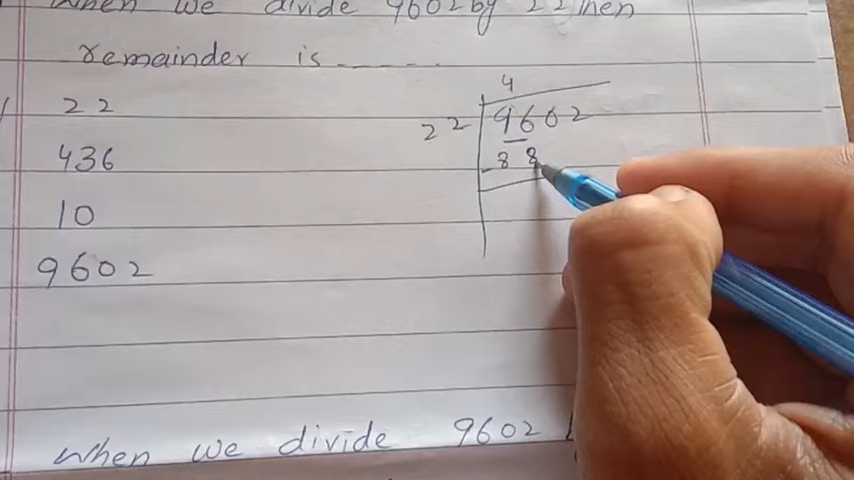 When we divide 9602 by 22 then
remainder is ______
22
436
10
9602
4
22 9602
88
When we divide 9602